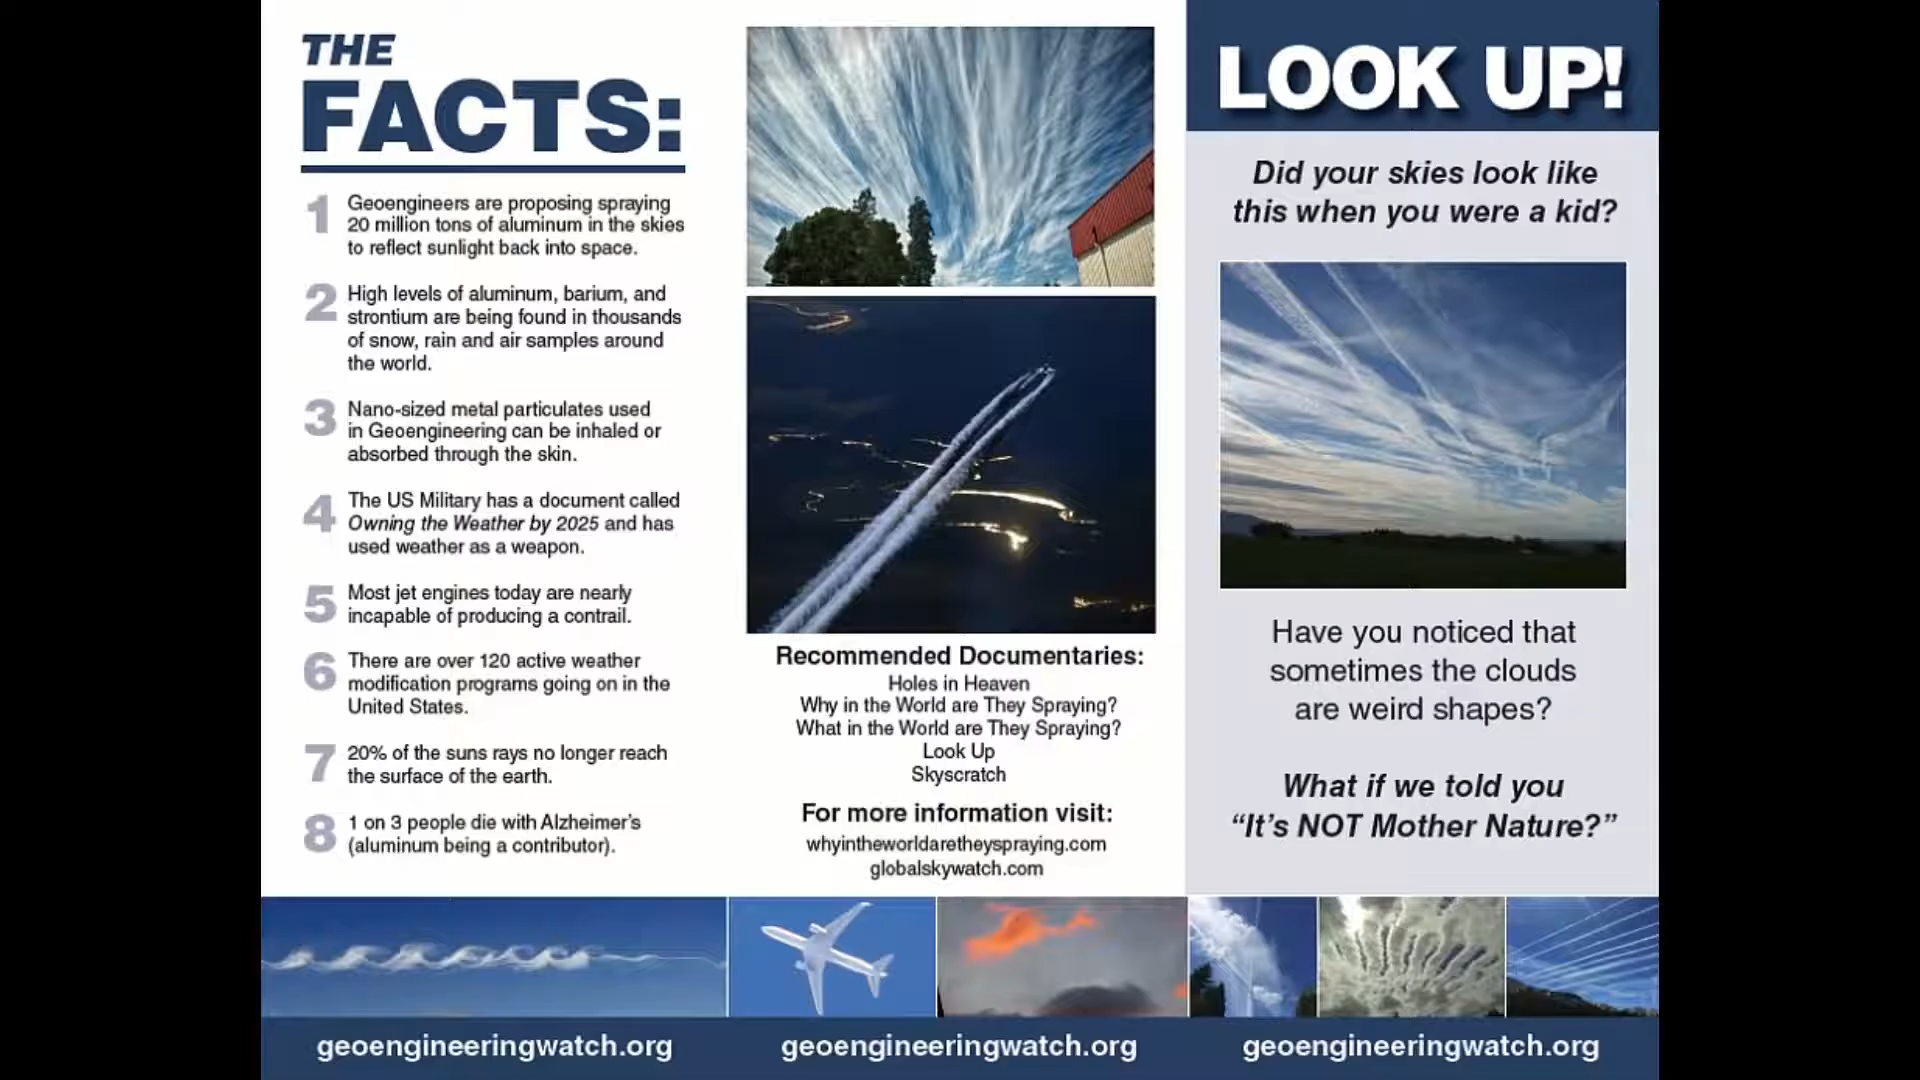 THE
FACTS:
1 Geoengineers are proposing spraying
20 million tons of aluminum in the skies
to reflect sunlight back into space.
2 High levels of aluminum, barium, and
strontium are being found in thousands
of snow, rain and air samples around
the world.
3 Nano-sized metal particulates used
in Geoengineering can be inhaled or
absorbed through the skin.
4 The US Military has a document called
Owning the Weather by 2025 and has
used weather as a weapon.
5 Most jet engines today are nearly
incapable of producing a contrail.
6 There are over 120 active weather
modification programs going on in the
United States.
7 20% of the suns rays no longer reach
the surface of the earth.
8 1 on 3 people die with Alzheimer's
(aluminum being a contributor).
Recommended Documentaries:
Holes in Heaven
Why in the World are They Spraying?
What in the World are They Spraying?
Look Up
Skyscratch
For more information visit:
whyintheworldaretheyspraying.com
globalskywatch.com
LOOK UP!
Did your skies look like
this when you were a kid?
Have you noticed that
sometimes the clouds
are weird shapes?
What if we told you
“It's NOT Mother Nature?”
geoengineeringwatch.org
geoengineeringwatch.org
geoengineeringwatch.org